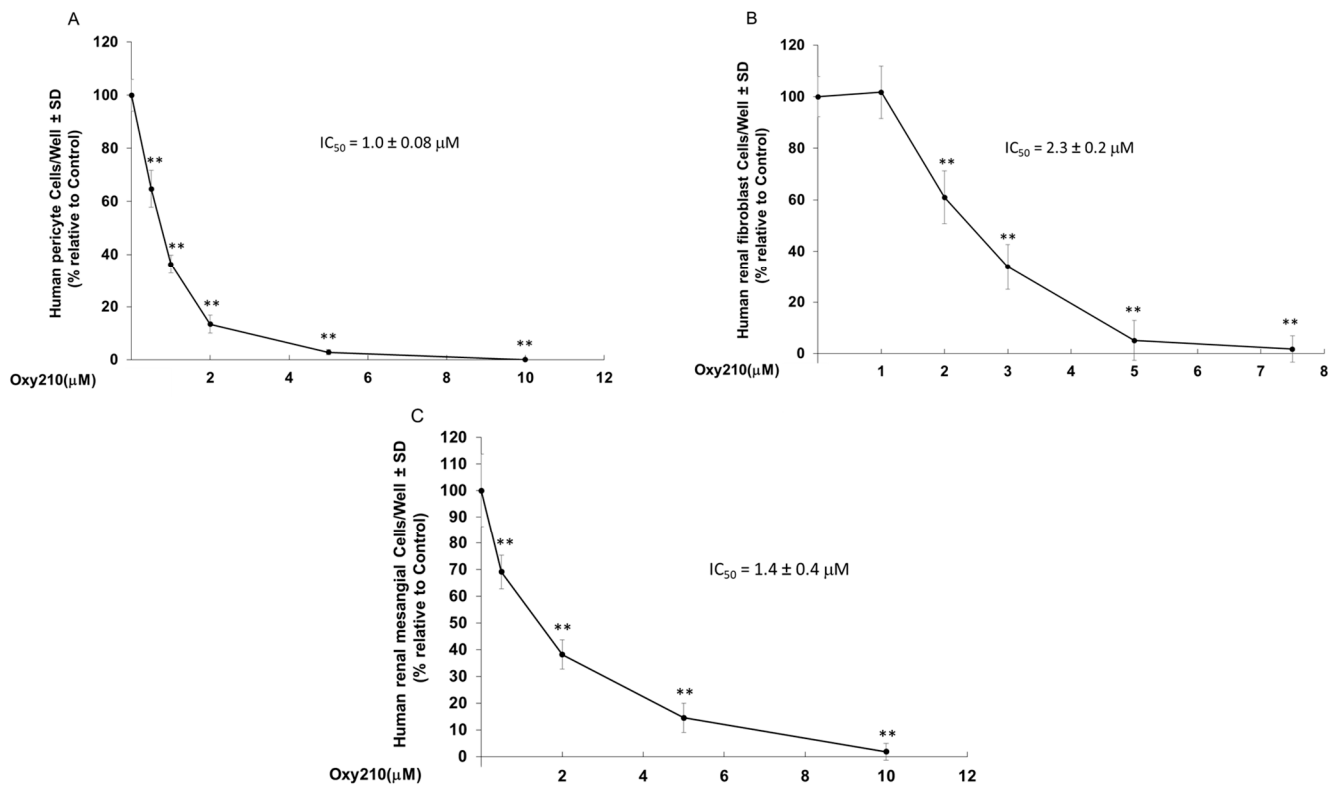 A
Human pericyte Cells/Well ± SD
(% relative to Control)
120
100
80
60
40
20
0
**
**
**
**
**
IC₅₀ = 1.0 ± 0.08 μM
Oxy210(μM)
2 4 6 8 10 12
B
Human renal fibroblast Cells/Well ± SD
(% relative to Control)
120
100
80
60
40
20
0
**
**
**
**
IC₅₀ = 2.3 ± 0.2 μM
Oxy210(μM)
1 2 3 4 5 6 7 8
C
Human renal mesangial Cells/Well ± SD
(% relative to Control)
120
110
100
90
80
70
60
50
40
30
20
10
0
**
**
**
**
IC₅₀ = 1.4 ± 0.4 μM
Oxy210(μM)
2 4 6 8 10 12